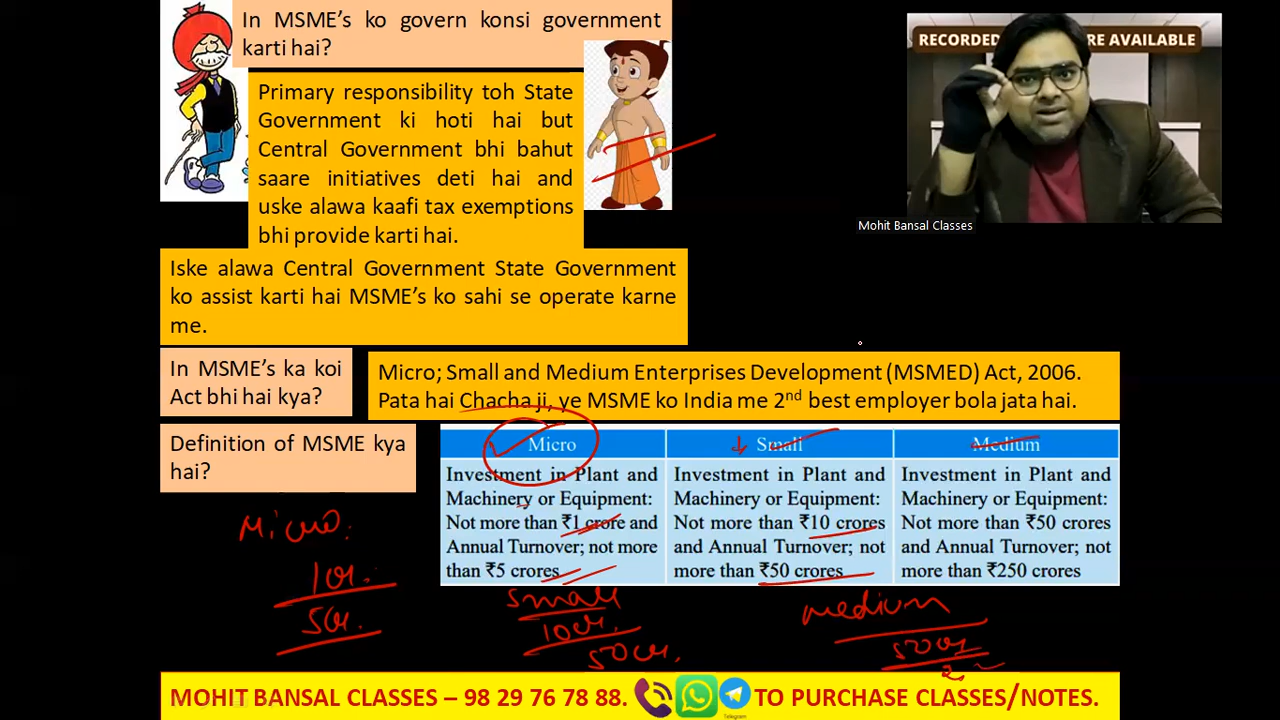 In MSME's ko govern konsi government
karti hai?
RECORDED
RE AVAILABLE
Primary responsibility toh State
Government ki hoti hai but
Central Government bhi bahut
saare initiatives deti hai and
uske alawa kaafi tax exemptions
bhi provide karti hai.
Mohit Bansal Classes
Iske alawa Central Government State Government
ko assist karti hai MSME's ko sahi se operate karne
me.
In MSME's ka koi
Act bhi hai kya?
Micro; Small and Medium Enterprises Development (MSMED) Act, 2006.
Pata hai Chacha ji, ye MSME ko India me 2nd best employer bola jata hai.
Definition of MSME kya
hai?
Micro
Investment in Plant and
Machinery or Equipment:
Not more than ₹1 crore and
Annual Turnover; not more
than ₹5 crores
Small
Investment in Plant and
Machinery or Equipment:
Not more than ₹10 crores
and Annual Turnover; not
more than ₹50 crores
Medium
Investment in Plant and
Machinery or Equipment:
Not more than ₹50 crores
and Annual Turnover; not
more than ₹250 crores
Micro.
1cr.
5cr.
small
10cr.
50cr.
medium
50cr
MOHIT BANSAL CLASSES – 98 29 76 78 88.
Telegram
TO PURCHASE CLASSES/NOTES.